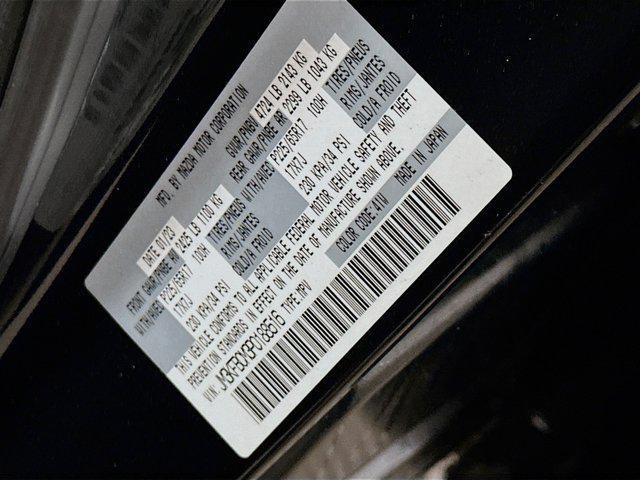 MFD. BY MAZDA MOTOR CORPORATION
DATE 01/23 GVWR/PNBV 4724 LB 2143 KG
FRONT GAWR/PNBE AV 2425 LB 1100 KG REAR GAWR/PNBE AR 2299 LB 1043 KG
WITH/AVEC P225/65R17 100H TIRES/PNEUS WITH/AVEC P225/65R17 100H TIRES/PNEUS
17X7J RIMS/JANTES 17X7J RIMS/JANTES
230 KPA/34 PSI COLD/A FROID 230 KPA/34 PSI COLD/A FROID
THIS VEHICLE CONFORMS TO ALL APPLICABLE FEDERAL MOTOR VEHICLE SAFETY AND THEFT
PREVENTION STANDARDS IN EFFECT ON THE DATE OF MANUFACTURE SHOWN ABOVE.
VIN: TYPE:MPV COLOR CODE MADE IN JAPAN